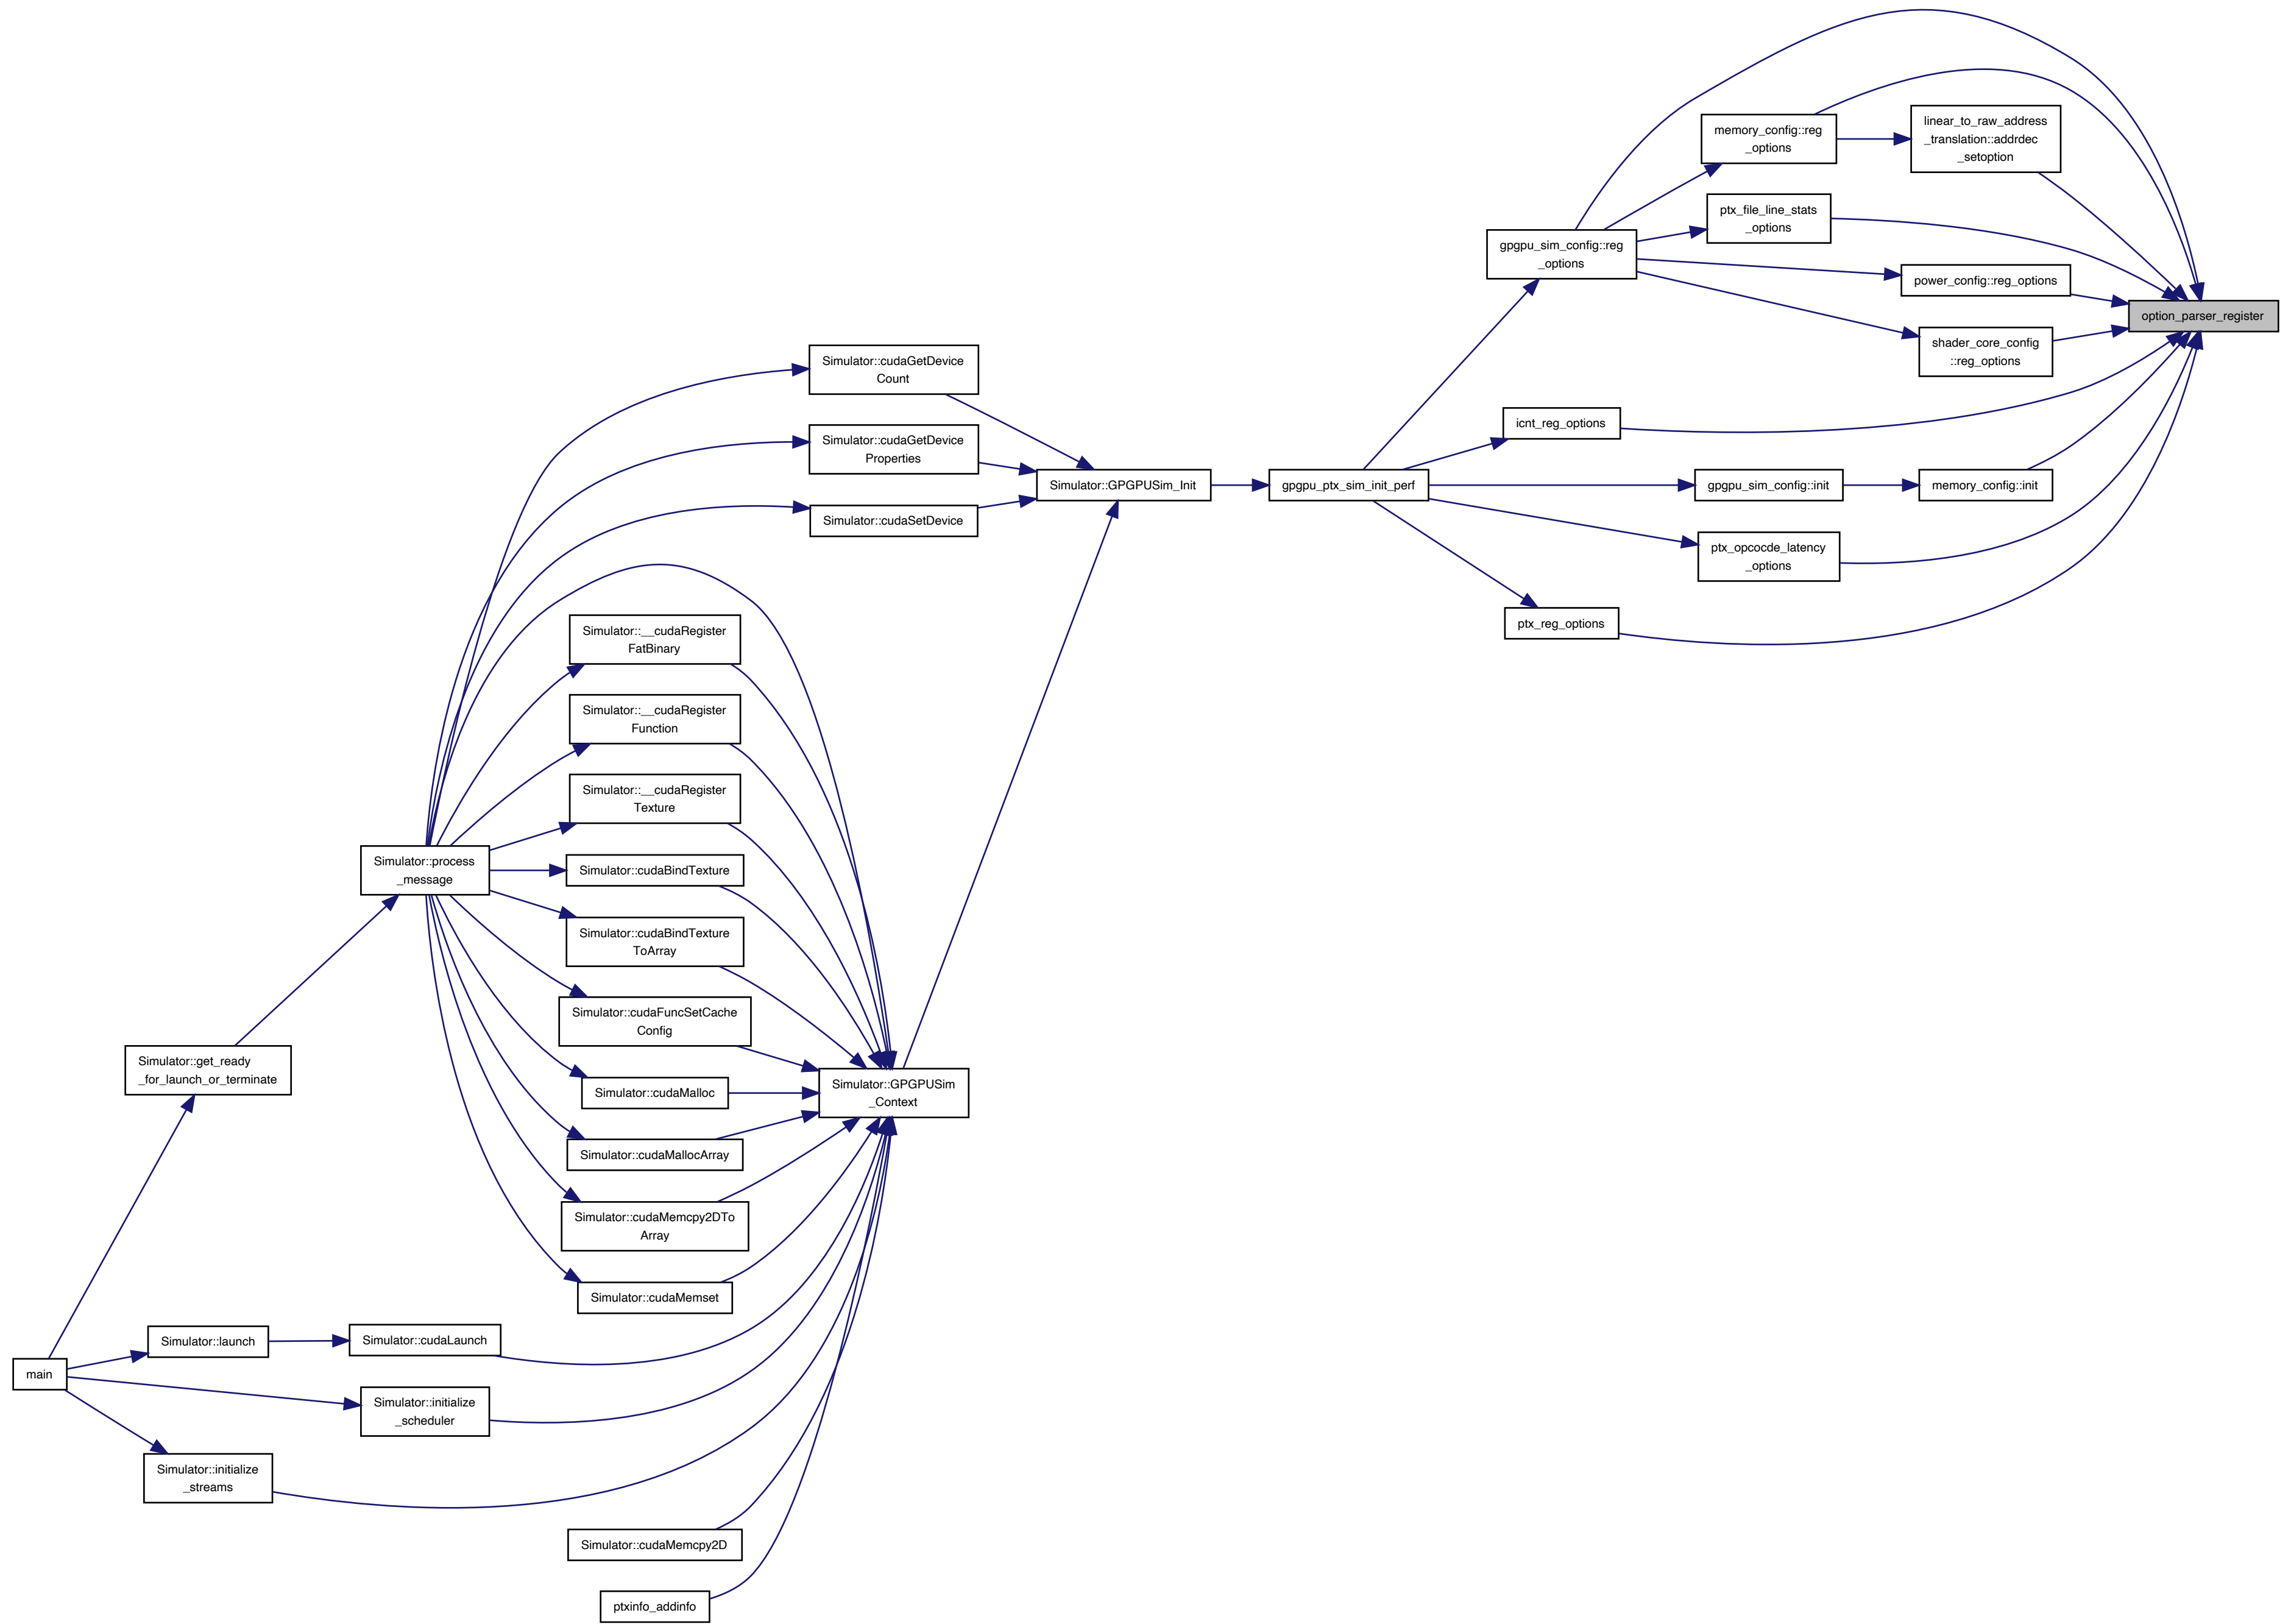 linear_to_raw_address
_translation::addrdec
_setoption
memory_config::reg
_options
ptx_file_line_stats
_options
gpgpu_sim_config::reg
_options
power_config::reg_options
option_parser_register
shader_core_config
::reg_options
Simulator::cudaGetDevice
Count
icnt_reg_options
Simulator::cudaGetDevice
Properties
Simulator::GPGPUSim_Init
gpgpu_ptx_sim_init_perf
gpgpu_sim_config::init
memory_config::init
Simulator::cudaSetDevice
ptx_opcocde_latency
_options
ptx_reg_options
Simulator::__cudaRegister
FatBinary
Simulator::__cudaRegister
Function
Simulator::__cudaRegister
Texture
Simulator::process
_message
Simulator::cudaBindTexture
Simulator::cudaBindTexture
ToArray
Simulator::cudaFuncSetCache
Config
Simulator::get_ready
_for_launch_or_terminate
Simulator::cudaMalloc
Simulator::GPGPUSim
_Context
Simulator::cudaMallocArray
Simulator::cudaMemcpy2DTo
Array
Simulator::cudaMemset
Simulator::launch
Simulator::cudaLaunch
main
Simulator::initialize
_scheduler
Simulator::initialize
_streams
Simulator::cudaMemcpy2D
ptxinfo_addinfo